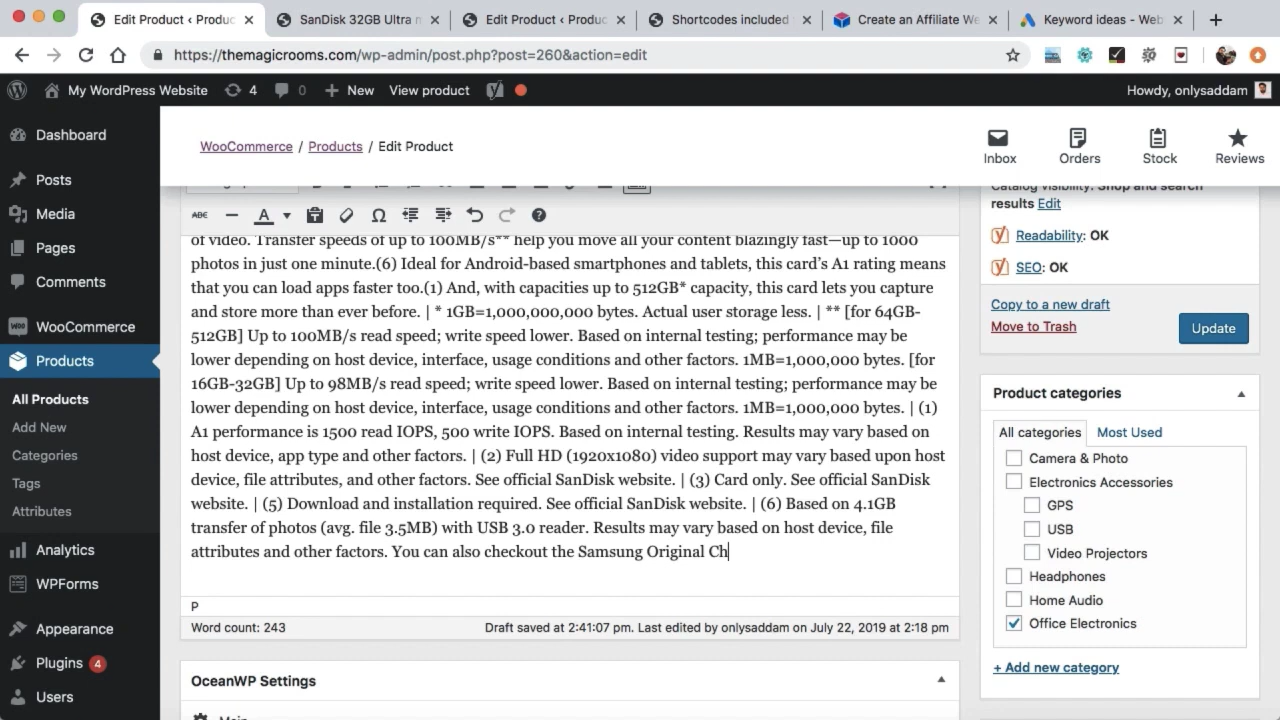 Edit Product ‹ Produc
SanDisk 32GB Ultra m
Edit Product ‹ Produc
Shortcodes included
Create an Affiliate We
Keyword ideas - Web
https://themagicrooms.com/wp-admin/post.php?post=260&action=edit
My WordPress Website
4
0
New
View product
Howdy, onlysaddam
Dashboard
Posts
Media
Pages
Comments
WooCommerce
Products
All Products
Add New
Categories
Tags
Attributes
Analytics
WPForms
Appearance
Plugins 4
Users
WooCommerce / Products / Edit Product
Inbox
Orders
Stock
Reviews
ABC
A
of video. Transfer speeds of up to 100MB/s** help you move all your content blazingly fast—up to 1000
photos in just one minute.(6) Ideal for Android-based smartphones and tablets, this card’s A1 rating means
that you can load apps faster too.(1) And, with capacities up to 512GB* capacity, this card lets you capture
and store more than ever before. | * 1GB=1,000,000,000 bytes. Actual user storage less. | ** [for 64GB-
512GB] Up to 100MB/s read speed; write speed lower. Based on internal testing; performance may be
lower depending on host device, interface, usage conditions and other factors. 1MB=1,000,000 bytes. [for
16GB-32GB] Up to 98MB/s read speed; write speed lower. Based on internal testing; performance may be
lower depending on host device, interface, usage conditions and other factors. 1MB=1,000,000 bytes. | (1)
A1 performance is 1500 read IOPS, 500 write IOPS. Based on internal testing. Results may vary based on
host device, app type and other factors. | (2) Full HD (1920x1080) video support may vary based upon host
device, file attributes, and other factors. See official SanDisk website. | (3) Card only. See official SanDisk
website. | (5) Download and installation required. See official SanDisk website. | (6) Based on 4.1GB
transfer of photos (avg. file 3.5MB) with USB 3.0 reader. Results may vary based on host device, file
attributes and other factors. You can also checkout the Samsung Original Ch
P
Word count: 243
Draft saved at 2:41:07 pm. Last edited by onlysaddam on July 22, 2019 at 2:18 pm
OceanWP Settings
Main
Catalog visibility: Shop and search
results Edit
Readability: OK
SEO: OK
Copy to a new draft
Move to Trash
Update
Product categories
All categories
Most Used
Camera & Photo
Electronics Accessories
GPS
USB
Video Projectors
Headphones
Home Audio
Office Electronics
+ Add new category